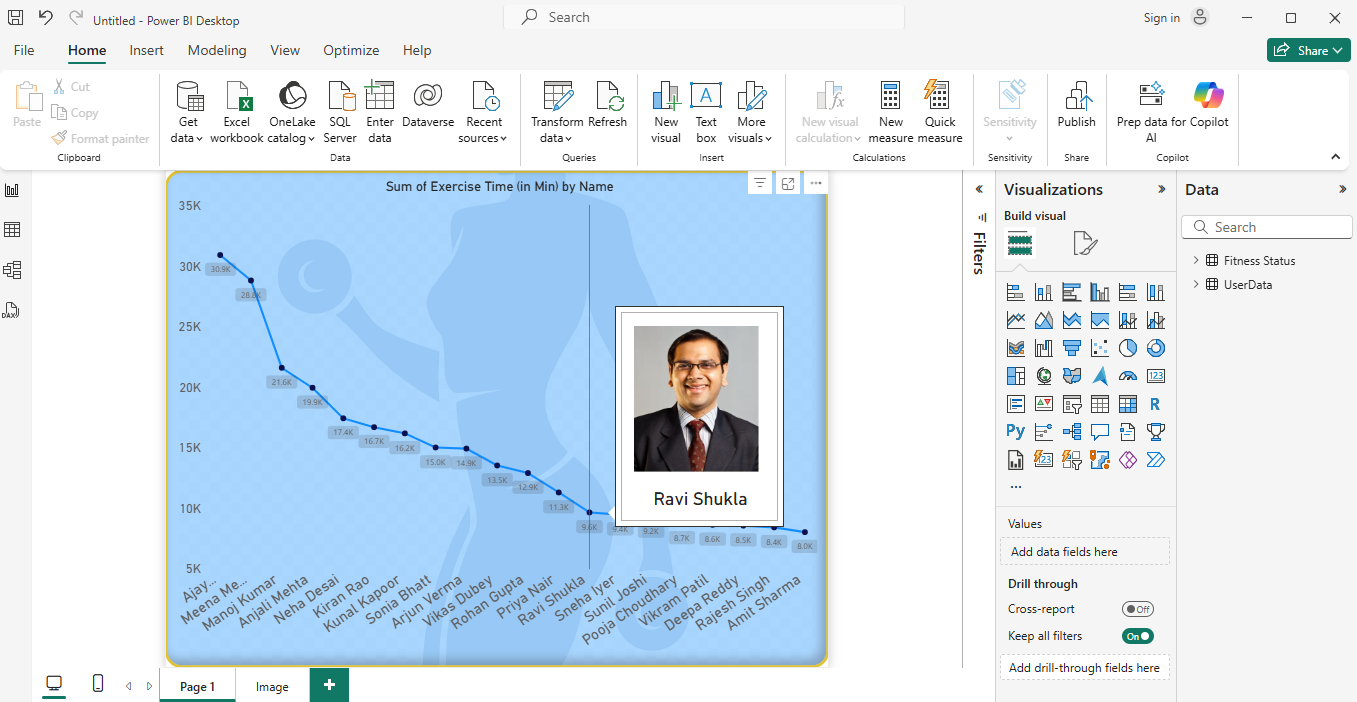 Untitled - Power BI Desktop
Search
Sign in
File Home Insert Modeling View Optimize Help
Share
Paste
Cut
Copy
Format painter
Clipboard
Get data
Excel workbook
OneLake catalog
SQL Server
Enter data
Dataverse
Recent sources
Data
Transform data
Refresh
Queries
New visual
Text box
More visuals
Insert
New visual calculation
New measure
Quick measure
Calculations
Sensitivity
Sensitivity
Publish
Share
Prep data for AI
Copilot
Copilot
Sum of Exercise Time (in Min) by Name
35K
30K
25K
20K
15K
10K
5K
30.9K
28.8K
21.6K
19.9K
17.4K
16.7K
16.2K
15.0K
14.9K
13.5K
12.9K
11.3K
9.6K
9.4K
9.2K
8.7K
8.6K
8.5K
8.4K
8.0K
Ravi Shukla
Ajay...
Meena Me...
Manoj Kumar
Anjali Mehta
Neha Desai
Kiran Rao
Kunal Kapoor
Sonia Bhatt
Arjun Verma
Vikas Dubey
Rohan Gupta
Priya Nair
Ravi Shukla
Sneha Iyer
Sunil Joshi
Pooja Choudhary
Vikram Patil
Deepa Reddy
Rajesh Singh
Amit Sharma
Page 1
Image
Filters
Visualizations
Build visual
123
R
Py
123
Values
Add data fields here
Drill through
Cross-report
Off
Keep all filters
On
Add drill-through fields here
Data
Search
Fitness Status
UserData
DAX